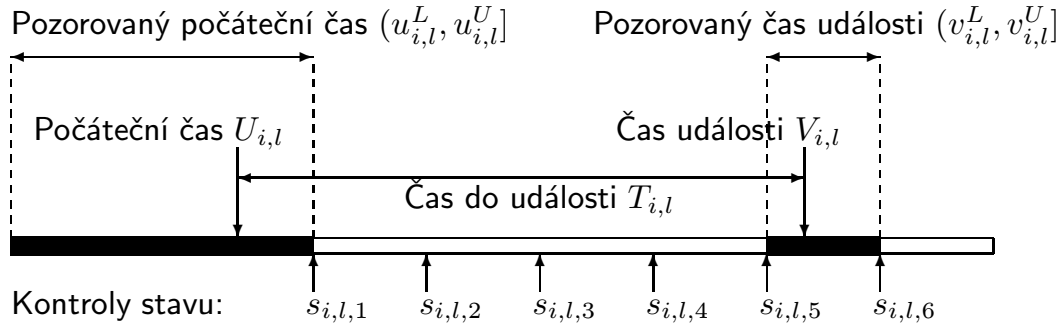 Pozorovaný počáteční čas $(u_{i,l}^{L}, u_{i,l}^{U}]$ Pozorovaný čas události $(v_{i,l}^{L}, v_{i,l}^{U}]$
Počáteční čas $U_{i,l}$ Čas události $V_{i,l}$
Čas do události $T_{i,l}$
Kontroly stavu: $s_{i,l,1}$ $s_{i,l,2}$ $s_{i,l,3}$ $s_{i,l,4}$ $s_{i,l,5}$ $s_{i,l,6}$